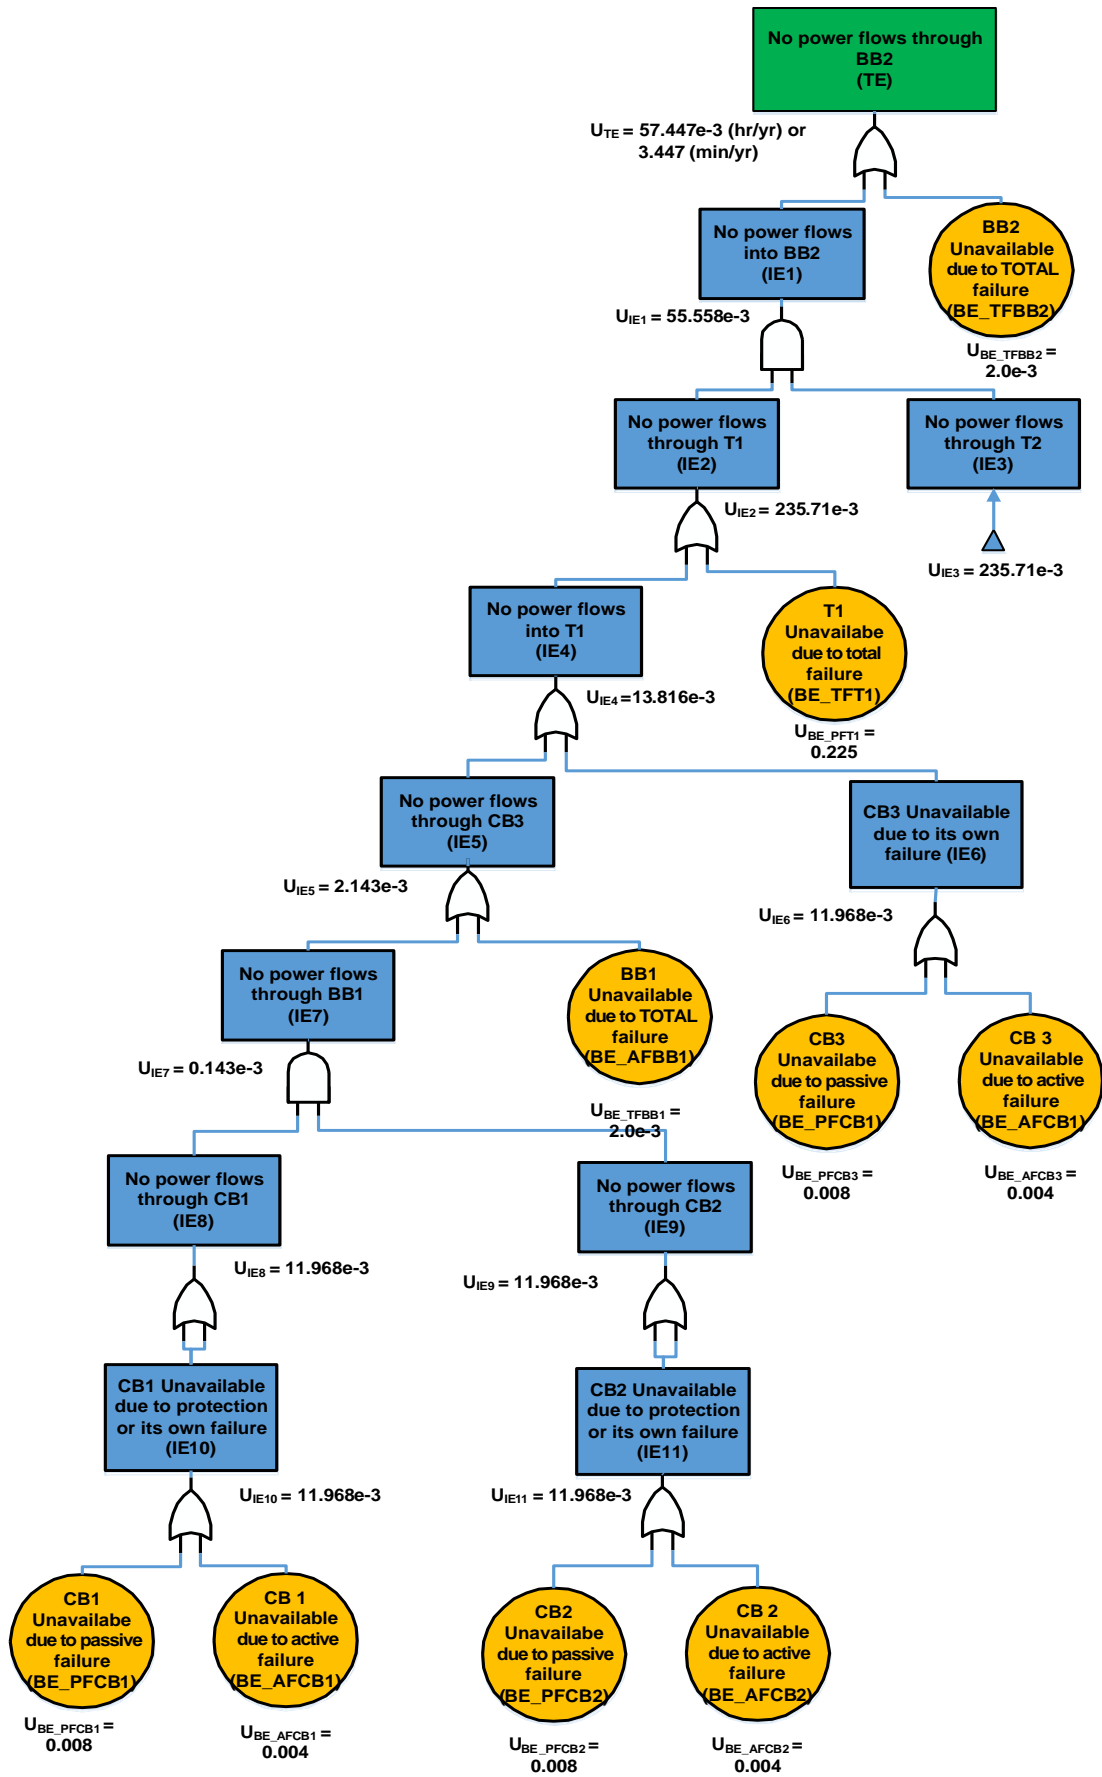 No power flows through
BB2
(TE)
UTE = 57.447e-3 (hr/yr) or
3.447 (min/yr)
No power flows
into BB2
(IE1)
BB2
Unavailable
due to TOTAL
failure
(BE_TFBB2)
UIE1 = 55.558e-3
UBE_TFBB2 =
2.0e-3
No power flows
through T1
(IE2)
No power flows
through T2
(IE3)
UIE2 = 235.71e-3
UIE3 = 235.71e-3
No power flows
into T1
(IE4)
T1
Unavailabe
due to total
failure
(BE_TFT1)
UIE4 =13.816e-3
UBE_PFT1 =
0.225
No power flows
through CB3
(IE5)
CB3 Unavailable
due to its own
failure (IE6)
UIE5 = 2.143e-3
UIE6 = 11.968e-3
No power flows
through BB1
(IE7)
BB1
Unavailable
due to TOTAL
failure
(BE_AFBB1)
CB3
Unavailabe
due to passive
failure
(BE_PFCB1)
CB 3
Unavailable
due to active
failure
(BE_AFCB1)
UIE7 = 0.143e-3
UBE_TFBB1 =
2.0e-3
UBE_PFCB3 =
0.008
UBE_AFCB3 =
0.004
No power flows
through CB1
(IE8)
No power flows
through CB2
(IE9)
UIE8 = 11.968e-3
UIE9 = 11.968e-3
CB1 Unavailable
due to protection
or its own failure
(IE10)
CB2 Unavailable
due to protection
or its own failure
(IE11)
UIE10 = 11.968e-3
UIE11 = 11.968e-3
CB1
Unavailabe
due to passive
failure
(BE_PFCB1)
CB 1
Unavailable
due to active
failure
(BE_AFCB1)
CB2
Unavailabe
due to passive
failure
(BE_PFCB2)
CB 2
Unavailable
due to active
failure
(BE_AFCB2)
UBE_PFCB1 =
0.008
UBE_AFCB1 =
0.004
UBE_PFCB2 =
0.008
UBE_AFCB2 =
0.004